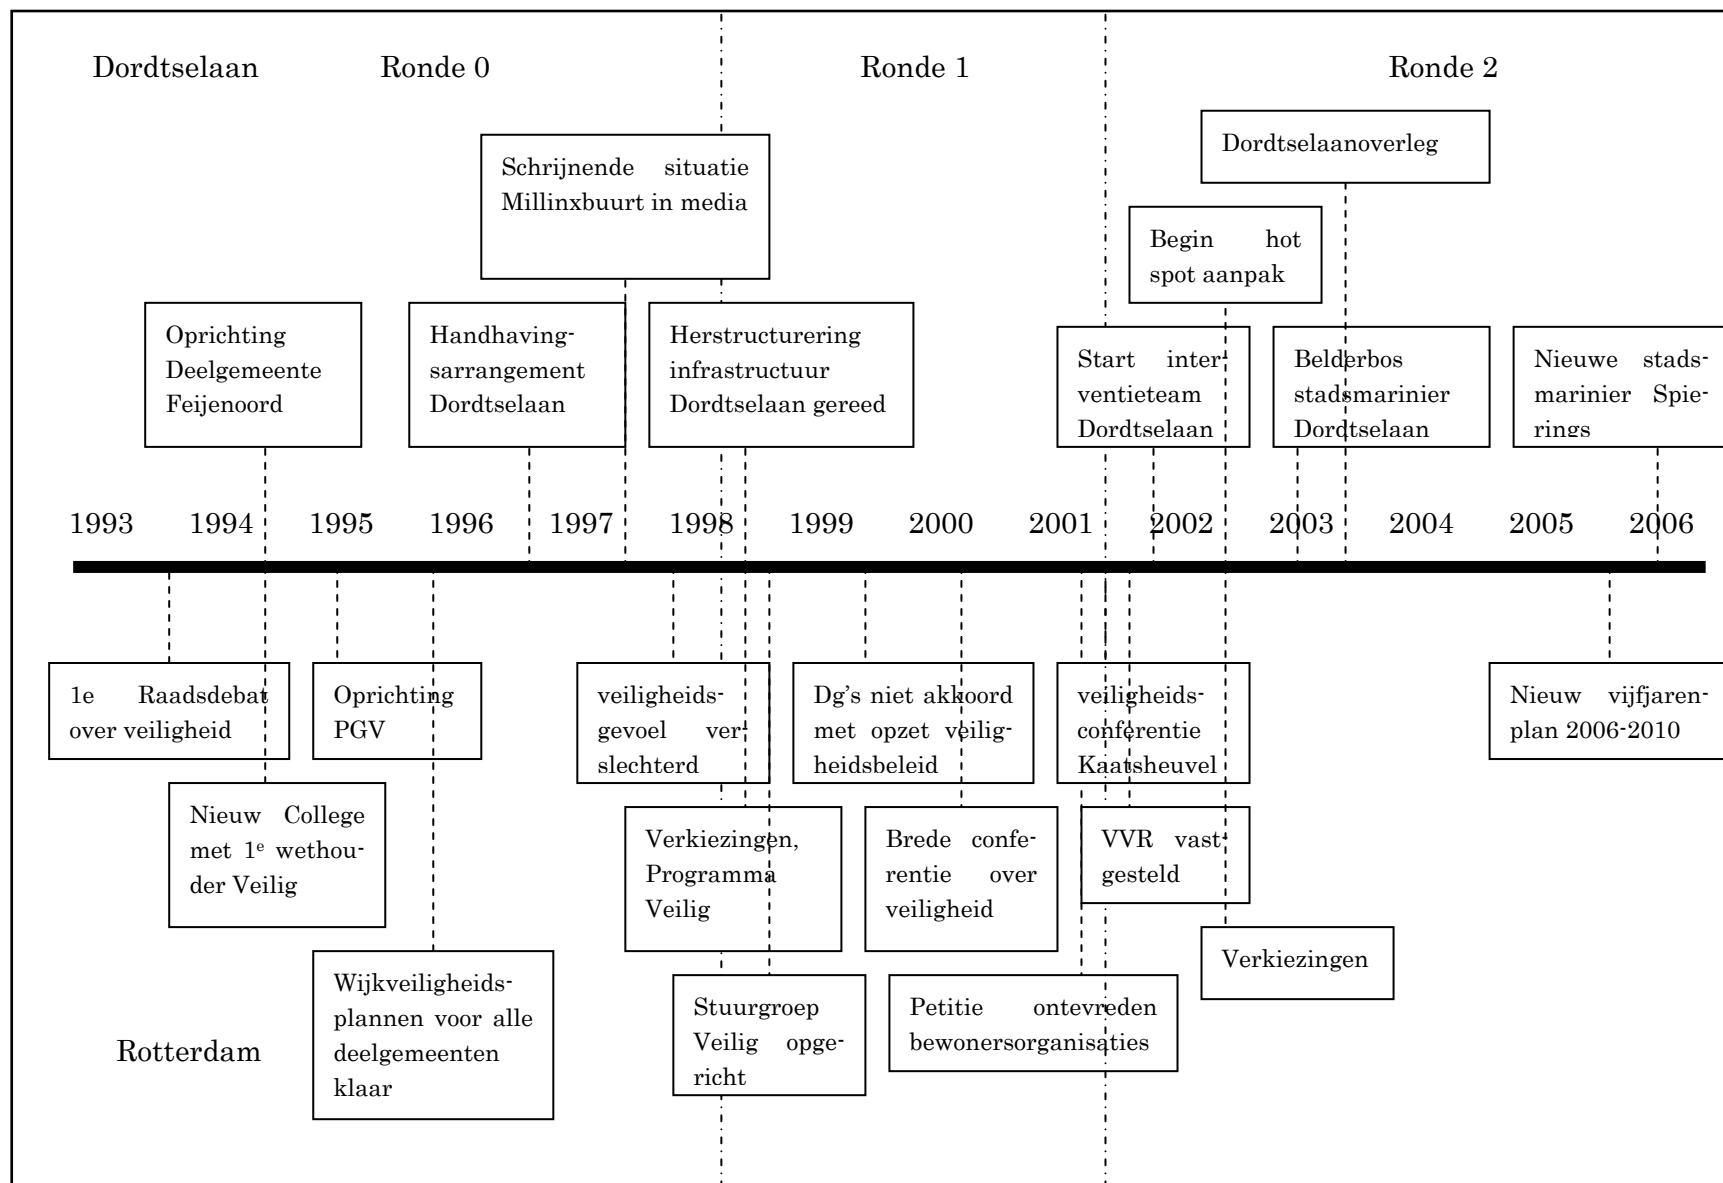 Dordtselaan
Ronde 0
Ronde 1
Ronde 2
Dordtselaanoverleg
Schrijnende situatie
Millinxbuurt in media
Begin hot
spot aanpak
Oprichting
Deelgemeente
Feijenoord
Handhaving-
sarrangement
Dordtselaan
Herstructurering
infrastructuur
Dordtselaan gereed
Start inter-
ventieteam
Dordtselaan
Belderbos
stadsmarinier
Dordtselaan
Nieuwe stads-
marinier Spie-
rings
1993 1994 1995 1996 1997 1998 1999 2000 2001 2002 2003 2004 2005 2006
1e Raadsdebat
over veiligheid
Oprichting
PGV
veiligheids-
gevoel ver-
slechterd
Dg's niet akkoord
met opzet veilig-
heidsbeleid
veiligheids-
conferentie
Kaatsheuvel
Nieuw vijfjaren-
plan 2006-2010
Nieuw College
met 1e wethou-
der Veilig
Verkiezingen,
Programma
Veilig
Brede confe-
rentie over
veiligheid
VVR vast-
gesteld
Verkiezingen
Wijkveiligheids-
plannen voor alle
deelgemeenten
klaar
Stuurgroep
Veilig opge-
richt
Petitie ontevreden
bewonersorganisaties
Rotterdam